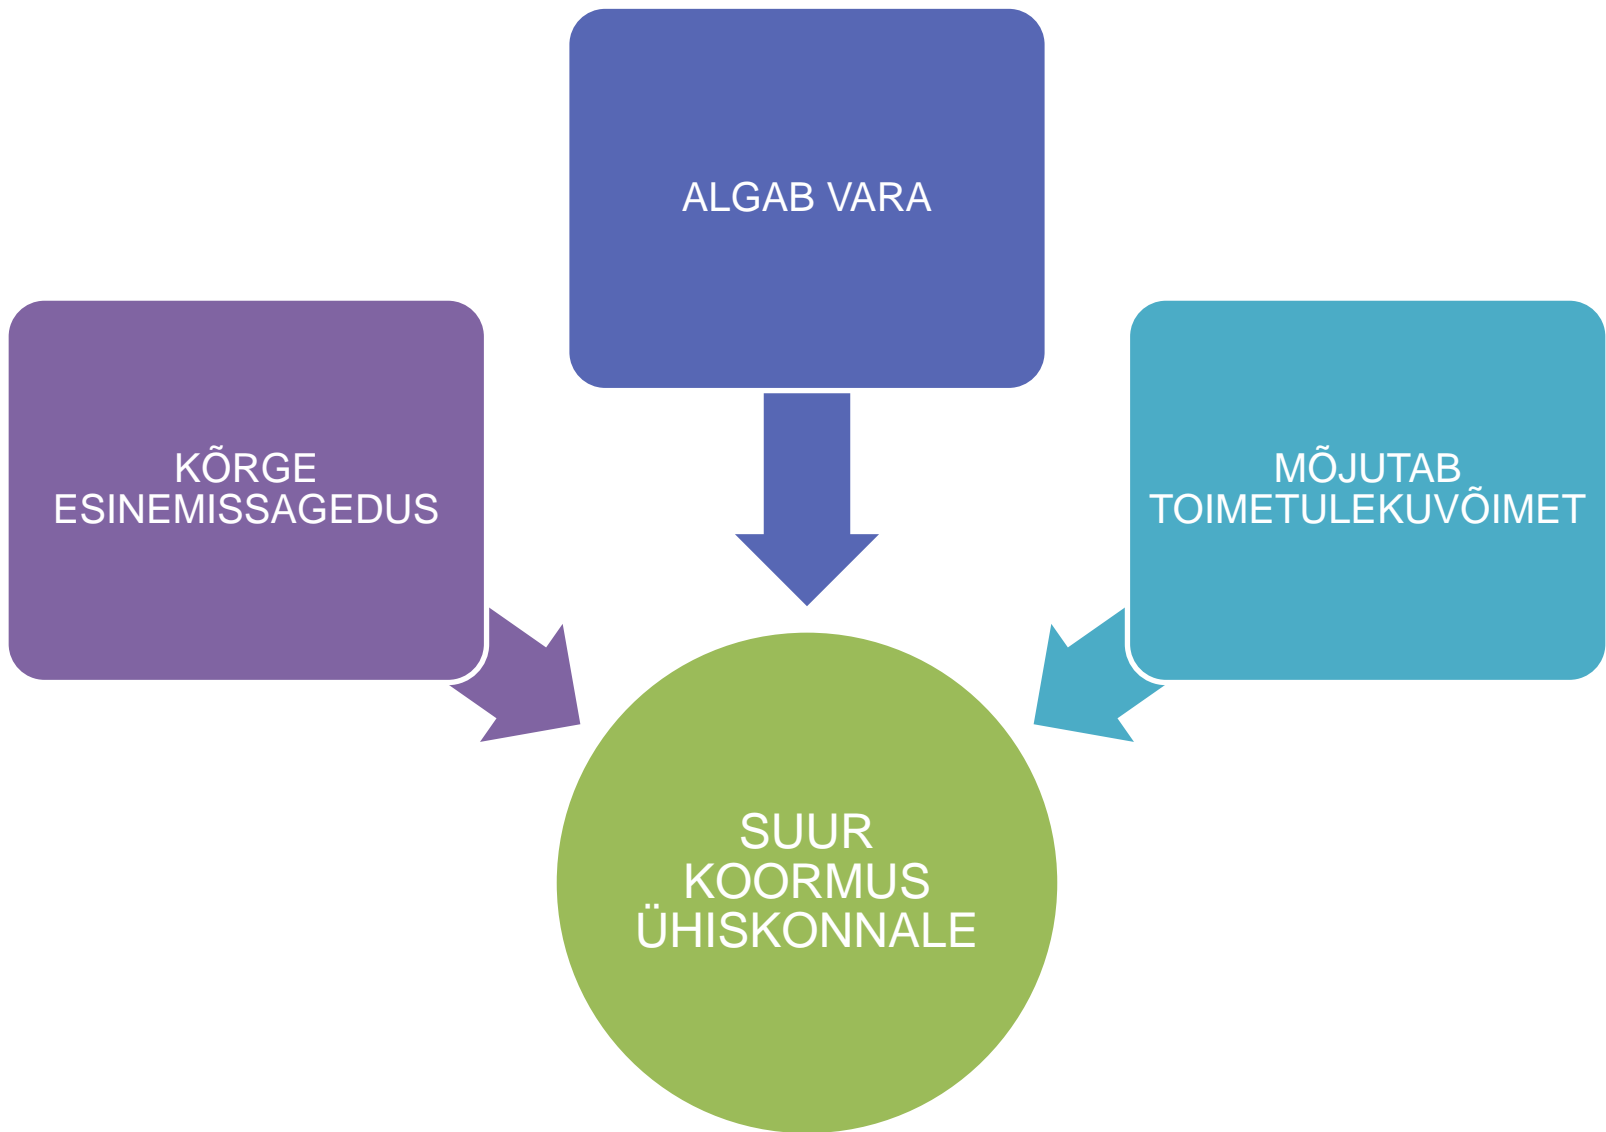 ALGAB VARA
KÕRGE
ESINEMISSAGEDUS
MÕJUTAB
TOIMETULEKUVÕIMET
SUUR
KOORMUS
ÜHISKONNALE